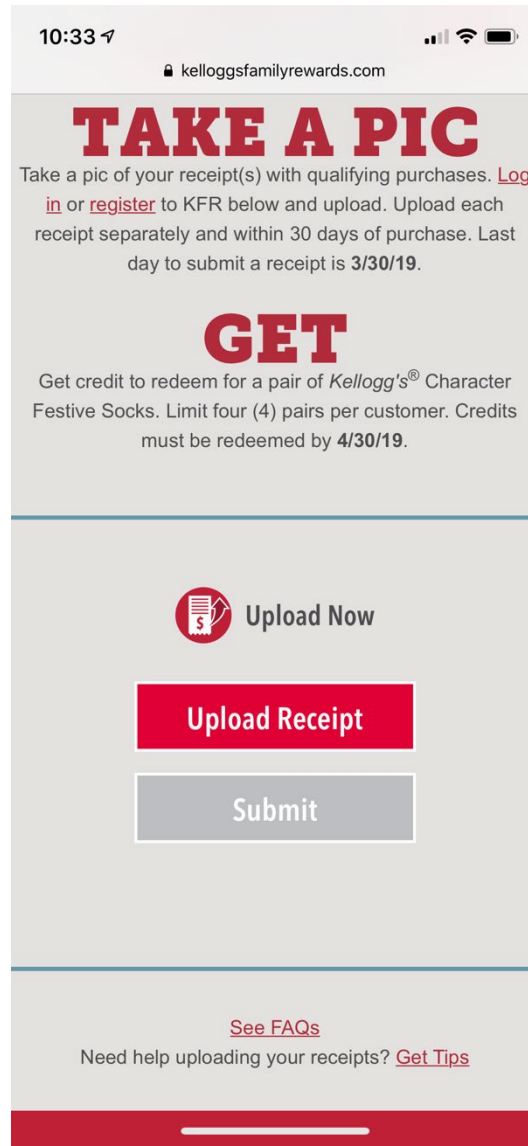 10:33
kelloggsfamilyrewards.com
TAKE A PIC
Take a pic of your receipt(s) with qualifying purchases. Log
in or register to KFR below and upload. Upload each
receipt separately and within 30 days of purchase. Last
day to submit a receipt is 3/30/19.
GET
Get credit to redeem for a pair of Kellogg's® Character
Festive Socks. Limit four (4) pairs per customer. Credits
must be redeemed by 4/30/19.
$
Upload Now
Upload Receipt
Submit
See FAQs
Need help uploading your receipts? Get Tips